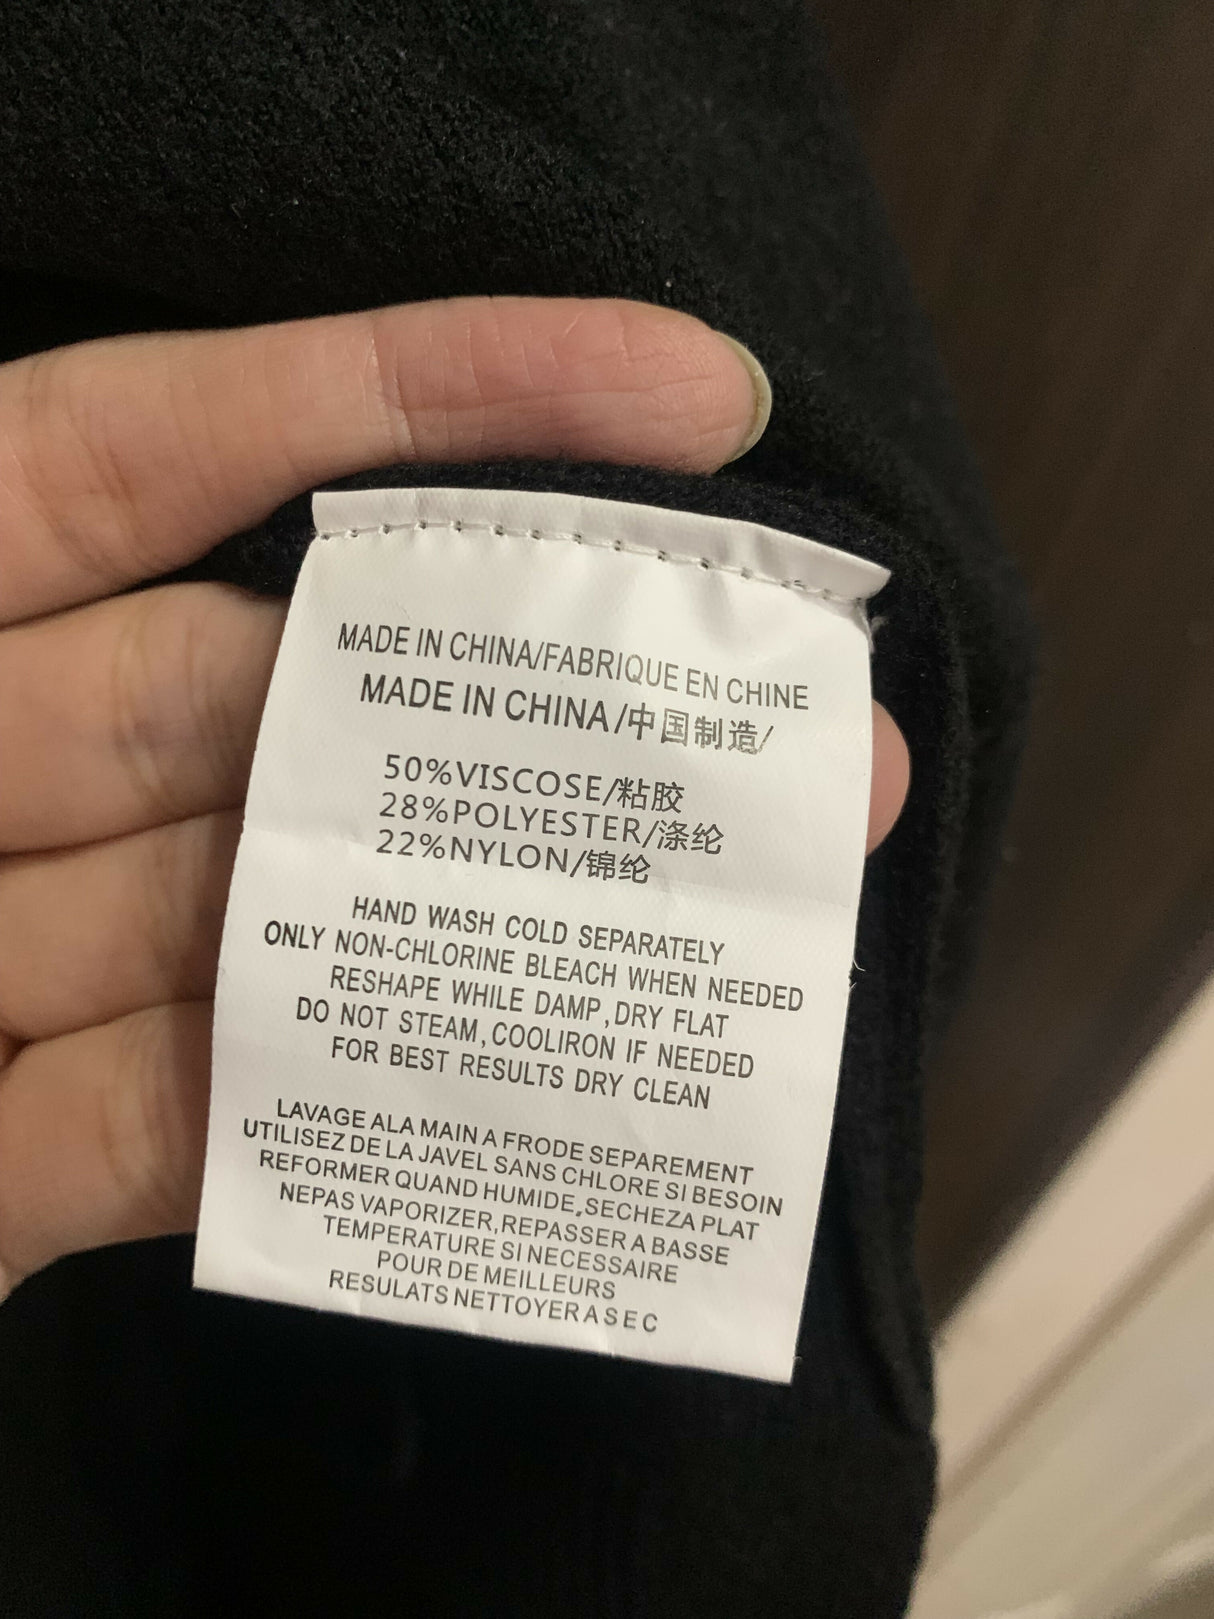 MADE IN CHINA/FABRIQUE EN CHINE
MADE IN CHINA/中国制造/
50%VISCOSE/粘胶
28%POLYESTER/涤纶
22%NYLON/锦纶
HAND WASH COLD SEPARATELY
ONLY NON-CHLORINE BLEACH WHEN NEEDED
RESHAPE WHILE DAMP,DRY FLAT
DO NOT STEAM,COOLIRON IF NEEDED
FOR BEST RESULTS DRY CLEAN
LAVAGE ALA MAIN A FRODE SEPAREMENT
UTILISEZ DE LA JAVEL SANS CHLORE SI BESOIN
REFORMER QUAND HUMIDE,SECHEZA PLAT
NEPAS VAPORIZER,REPASSER A BASSE
TEMPERATURE SI NECESSAIRE
POUR DE MEILLEURS
RESULATS NETTOYER A S E C